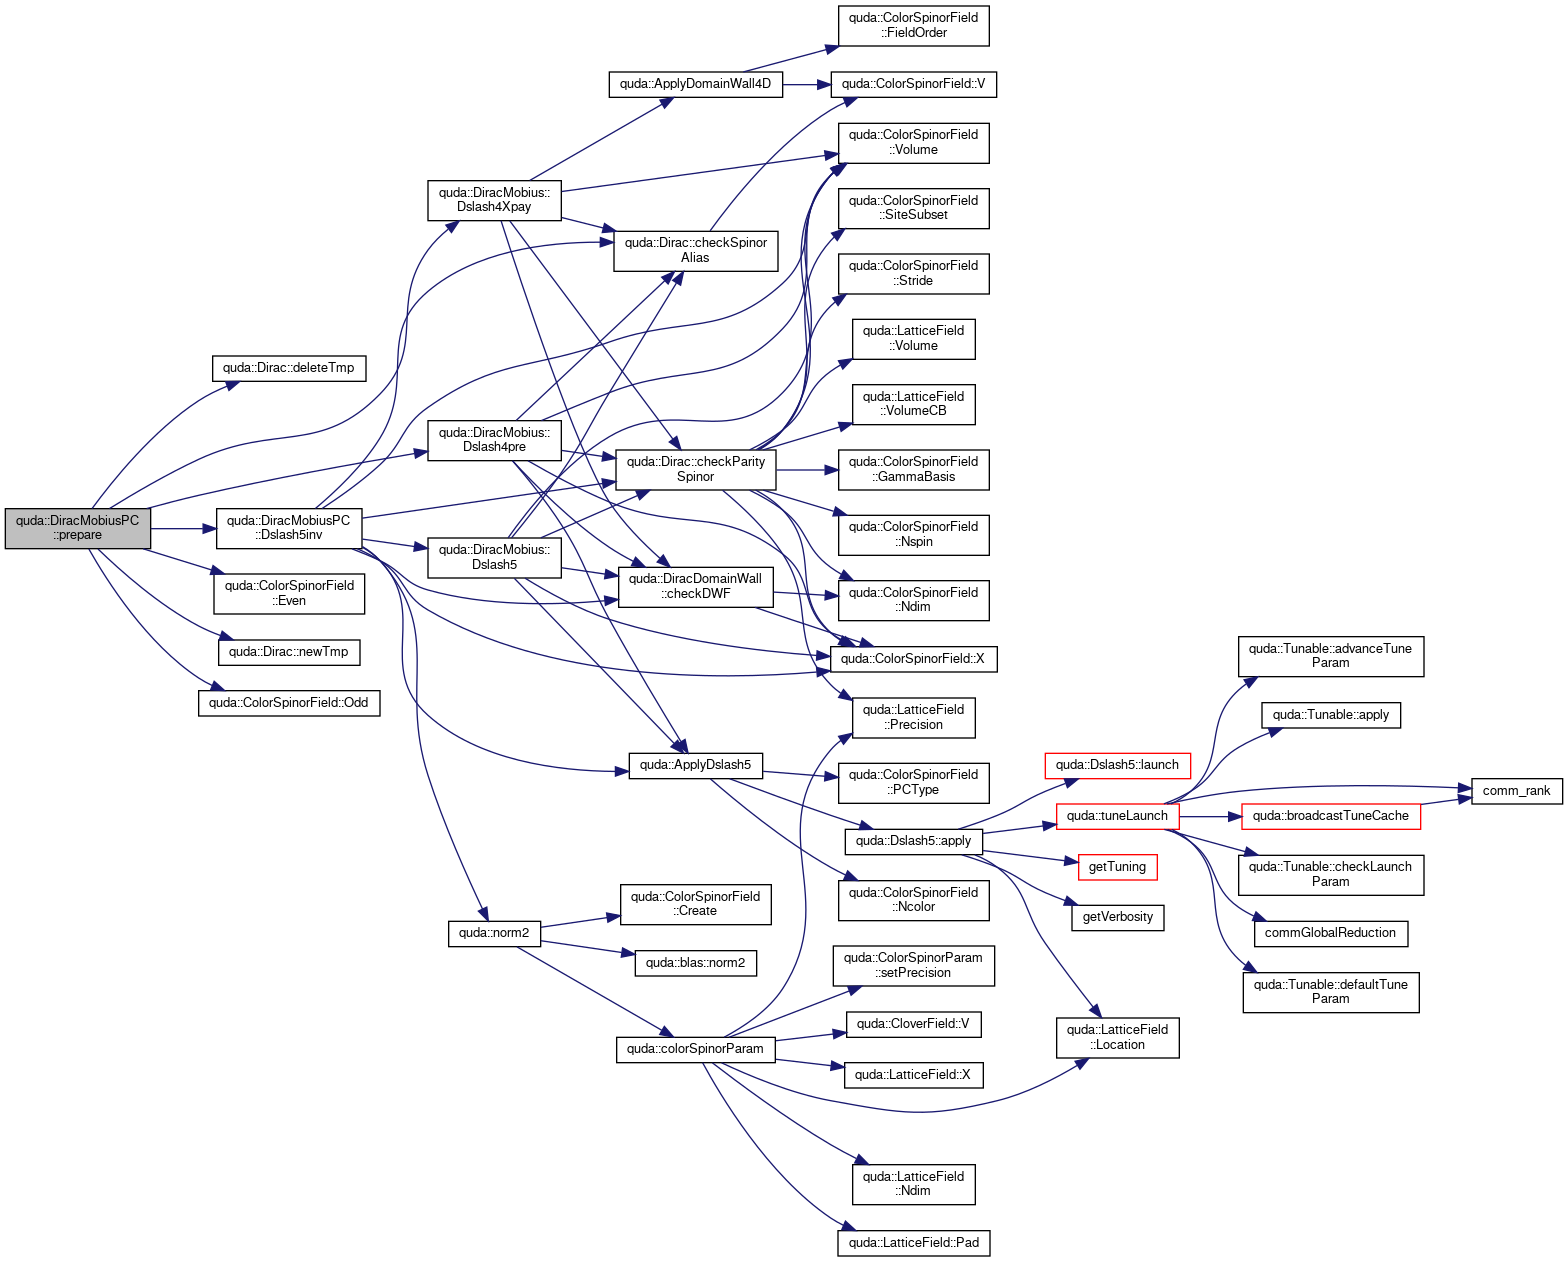 quda::DiracMobiusPC
::prepare
quda::Dirac::deleteTmp
quda::DiracMobiusPC
::Dslash5inv
quda::ColorSpinorField
::Even
quda::Dirac::newTmp
quda::ColorSpinorField::Odd
quda::DiracMobius::
Dslash4Xpay
quda::DiracMobius::
Dslash4pre
quda::DiracMobius::
Dslash5
quda::norm2
quda::ApplyDomainWall4D
quda::Dirac::checkSpinor
Alias
quda::Dirac::checkParity
Spinor
quda::DiracDomainWall
::checkDWF
quda::ApplyDslash5
quda::ColorSpinorField
::Create
quda::blas::norm2
quda::colorSpinorParam
quda::ColorSpinorField
::FieldOrder
quda::ColorSpinorField::V
quda::ColorSpinorField
::Volume
quda::ColorSpinorField
::SiteSubset
quda::ColorSpinorField
::Stride
quda::LatticeField
::Volume
quda::LatticeField
::VolumeCB
quda::ColorSpinorField
::GammaBasis
quda::ColorSpinorField
::Nspin
quda::ColorSpinorField
::Ndim
quda::ColorSpinorField::X
quda::LatticeField
::Precision
quda::ColorSpinorField
::PCType
quda::Dslash5::apply
quda::ColorSpinorField
::Ncolor
quda::ColorSpinorParam
::setPrecision
quda::CloverField::V
quda::LatticeField::X
quda::LatticeField
::Ndim
quda::LatticeField::Pad
quda::Dslash5::launch
quda::tuneLaunch
getTuning
getVerbosity
quda::LatticeField
::Location
quda::Tunable::advanceTune
Param
quda::Tunable::apply
quda::broadcastTuneCache
quda::Tunable::checkLaunch
Param
commGlobalReduction
quda::Tunable::defaultTune
Param
comm_rank